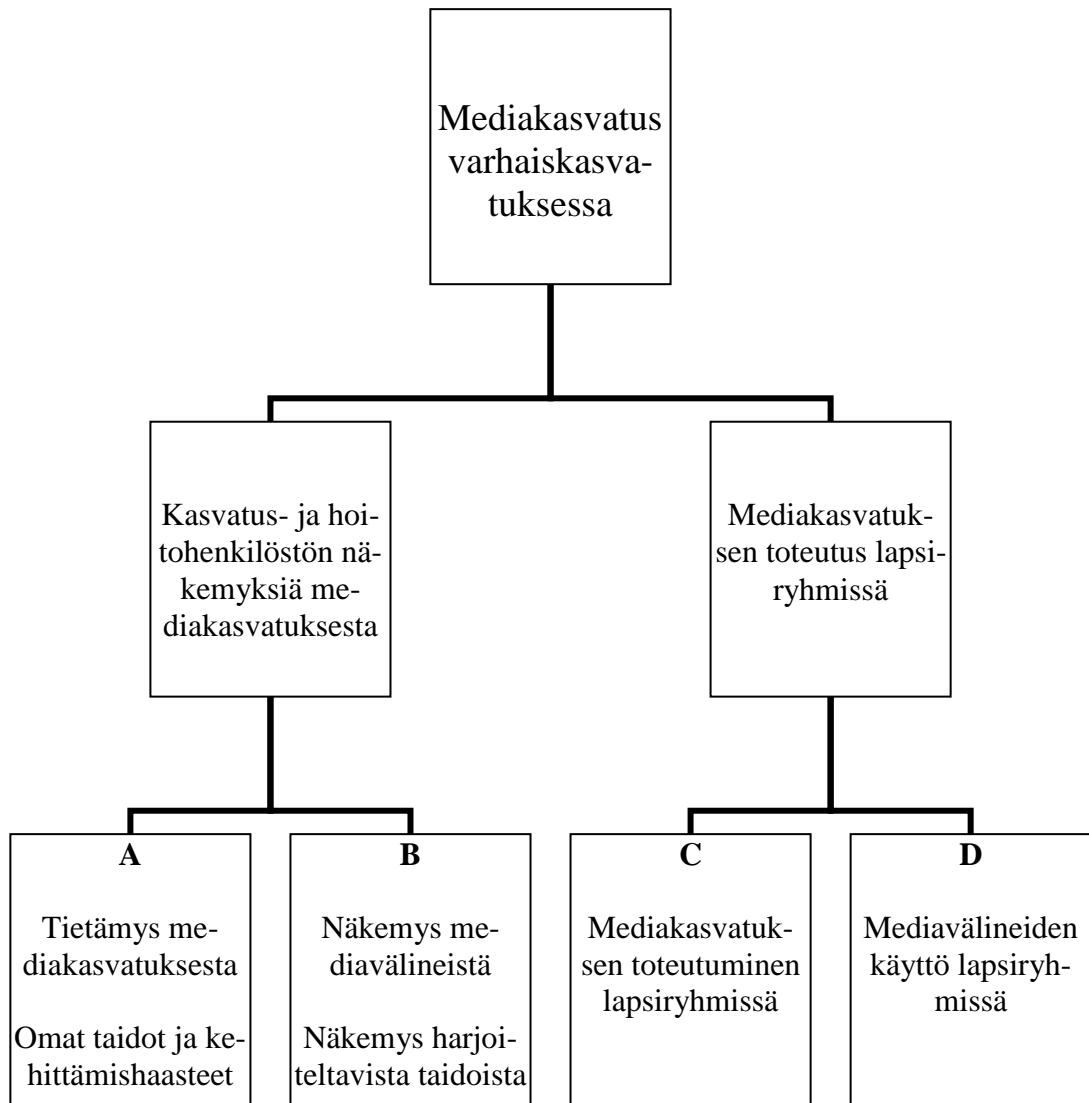 Mediakasvatus
varhaiskasva-
tuksessa
Kasvatus- ja hoi-
tohenkilöstön nä-
kemyksiä me-
diakasvatuksesta
Mediakasvatuk-
sen toteutus lapsi-
ryhmissä
A
Tietämys me-
diakasvatuksesta
Omat taidot ja ke-
hittämishaasteet
B
Näkemys me-
diavälineistä
Näkemys harjoi-
teltavista taidoista
C
Mediakasvatuk-
sen toteutuminen
lapsiryhmissä
D
Mediavälineiden
käyttö lapsiryh-
missä